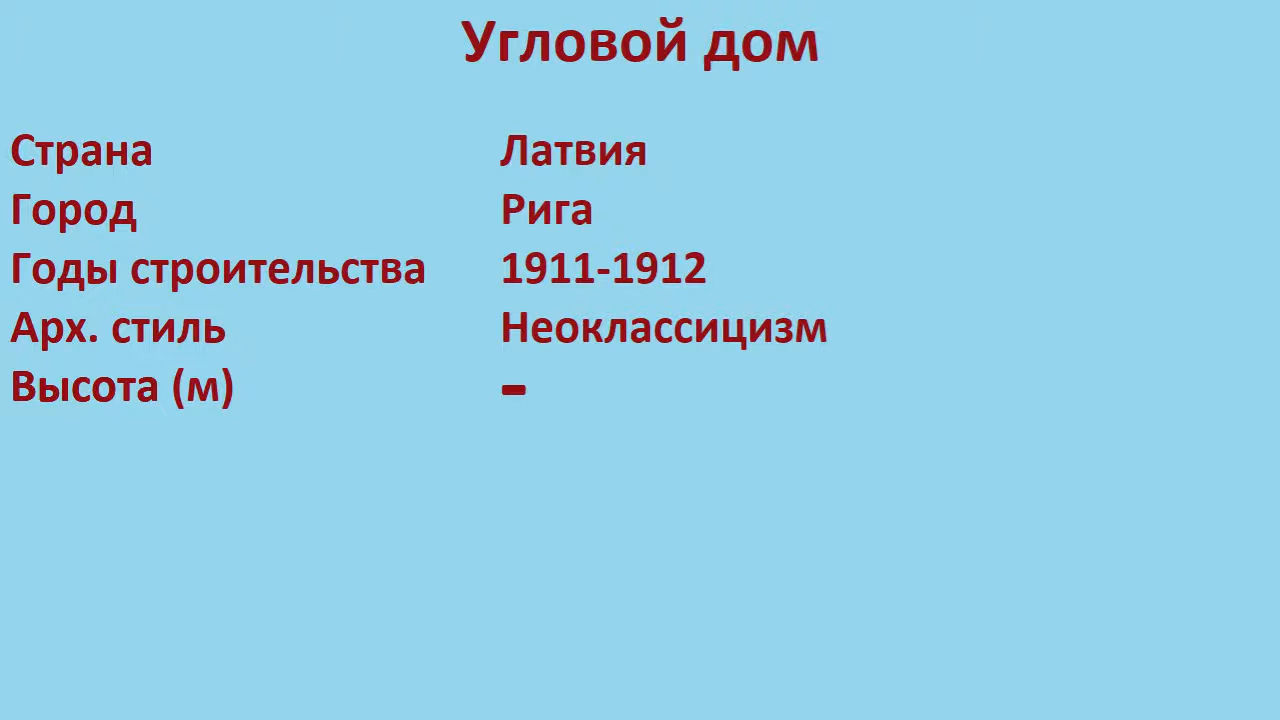 Угловой дом
Страна Латвия
Город Рига
Годы строительства 1911-1912
Арх. стиль Неоклассицизм
Высота (м) -